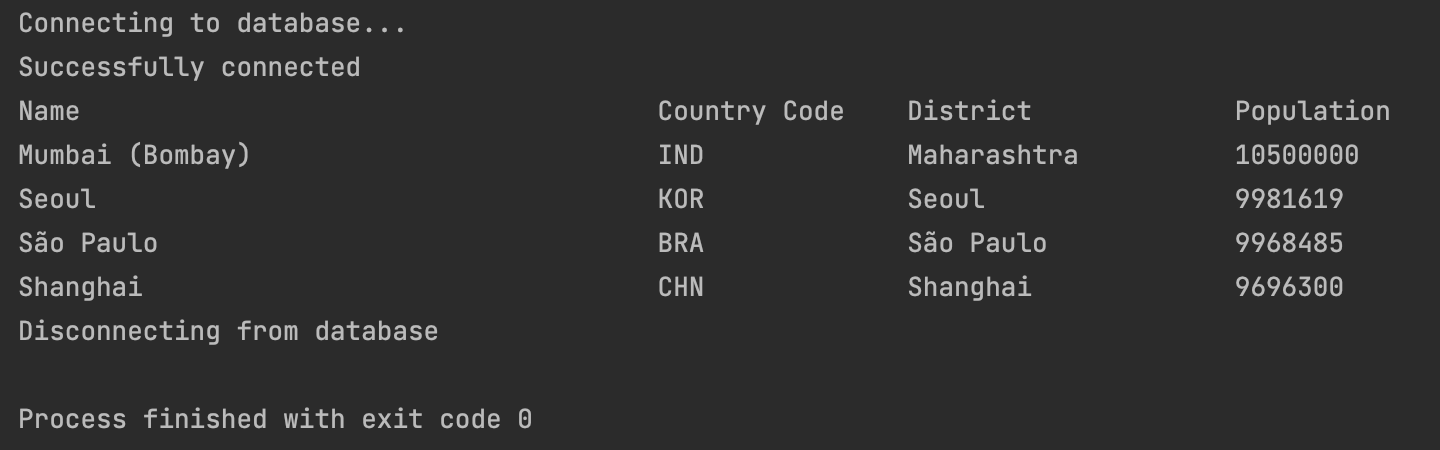 Connecting to database...
Successfully connected
Name Country Code District Population
Mumbai (Bombay) IND Maharashtra 10500000
Seoul KOR Seoul 9981619
São Paulo BRA São Paulo 9968485
Shanghai CHN Shanghai 9696300
Disconnecting from database
Process finished with exit code 0